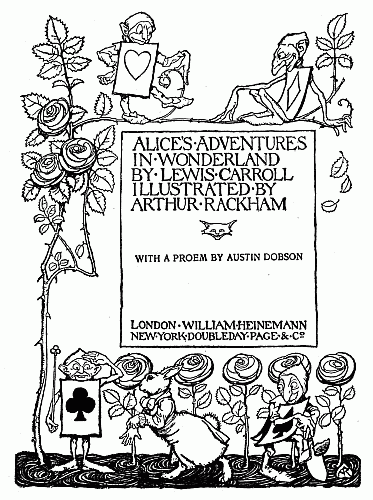 ALICE'S·ADVENTURES
IN·WONDERLAND
BY·LEWIS·CARROLL
ILLUSTRATED·BY
ARTHUR·RACKHAM
WITH A PROEM BY AUSTIN DOBSON
LONDON·WILLIAM·HEINEMANN
NEW·YORK·DOUBLEDAY·PAGE·&·Cº